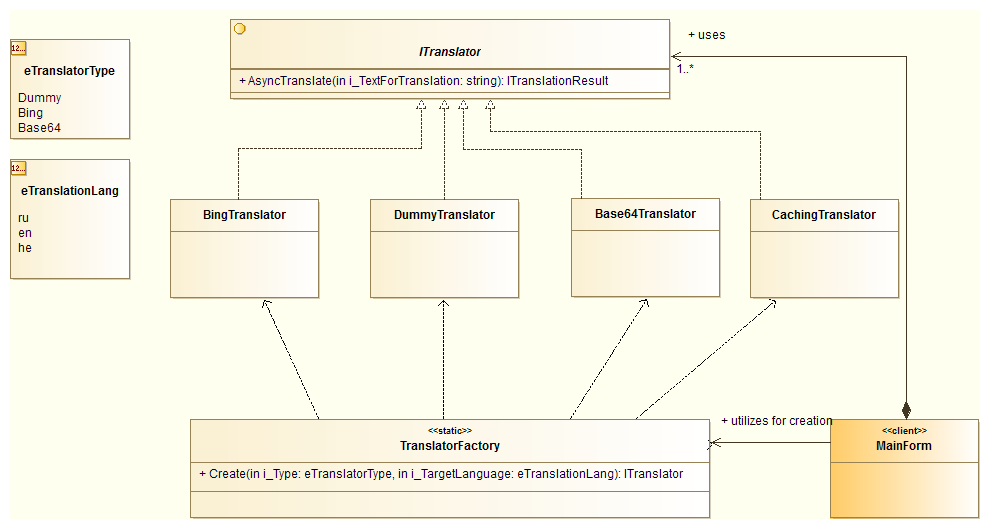 ITranslator
+ AsyncTranslate(in i_TextForTranslation: string): ITranslationResult
+ uses
1..*
12...
eTranslatorType
Dummy
Bing
Base64
12...
eTranslationLang
ru
en
he
BingTranslator
DummyTranslator
Base64Translator
CachingTranslator
<<static>>
TranslatorFactory
+ Create(in i_Type: eTranslatorType, in i_TargetLanguage: eTranslationLang): ITranslator
+ utilizes for creation
<<client>>
MainForm